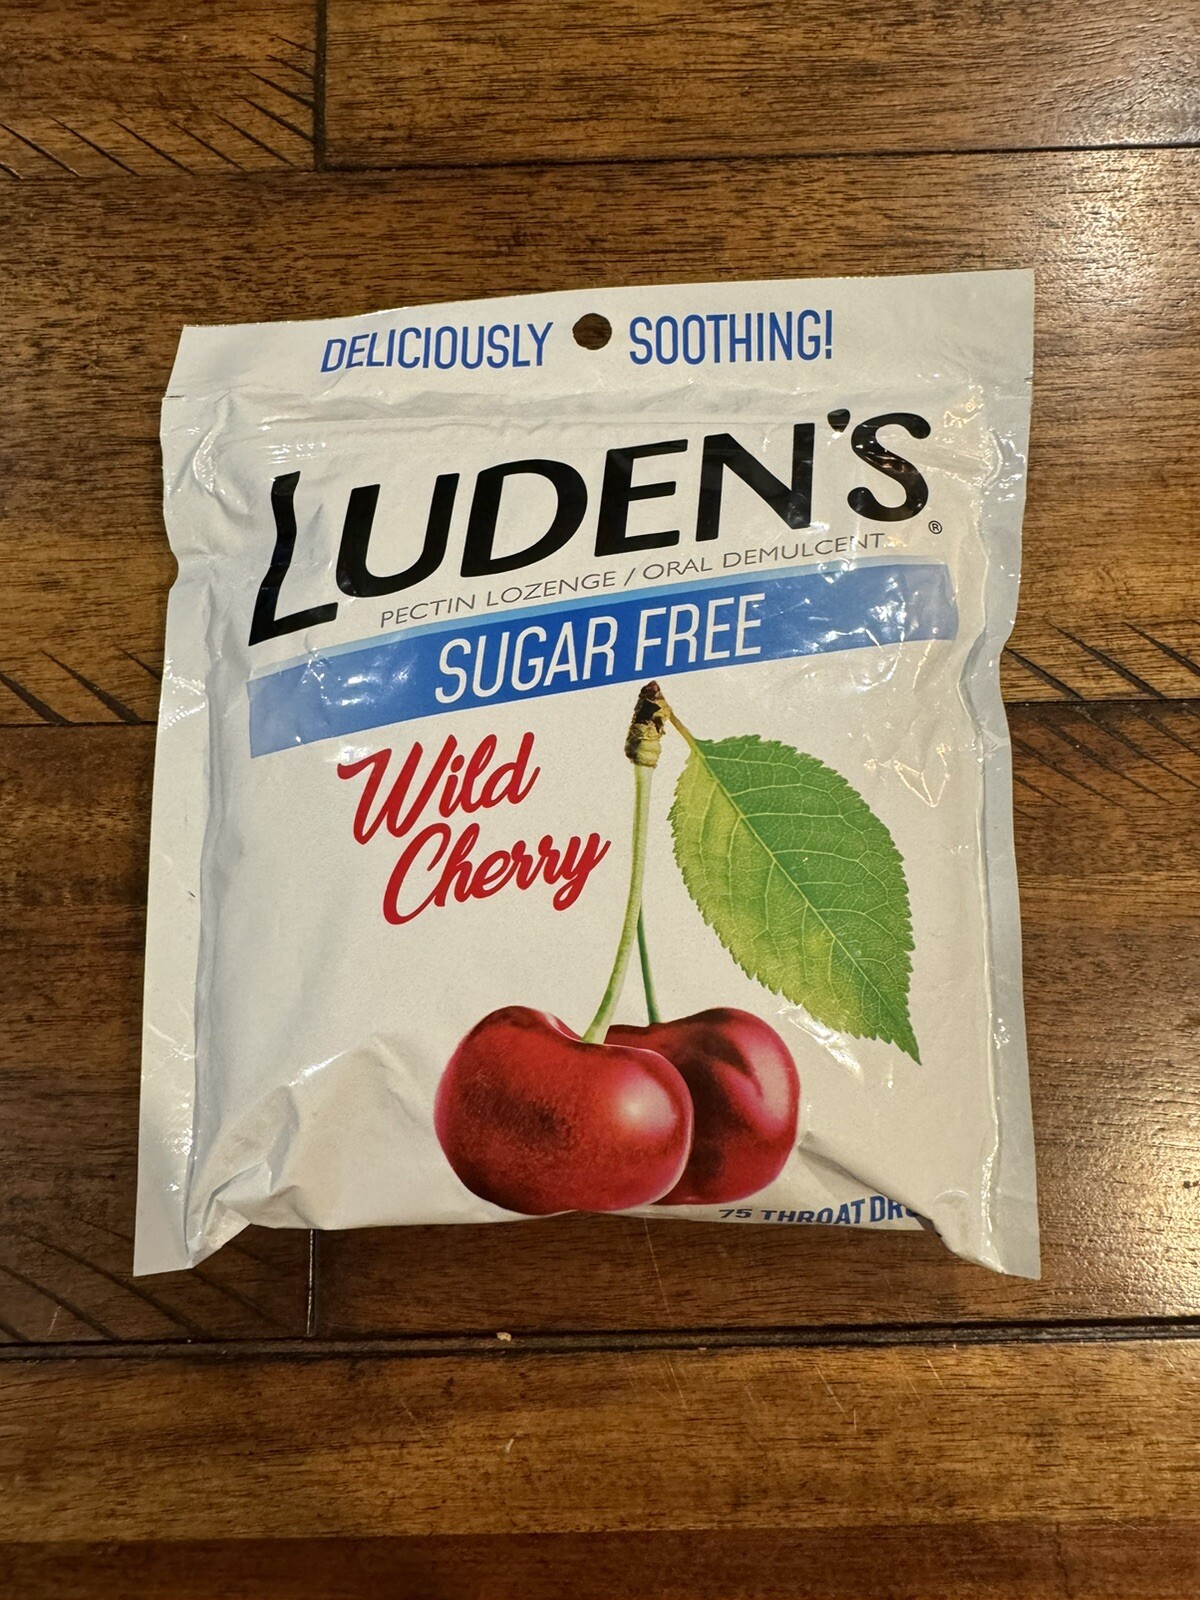 DELICIOUSLY SOOTHING!
LUDEN'S®
PECTIN LOZENGE / ORAL DEMULCENT
SUGAR FREE
Wild
Cherry
75 THROAT